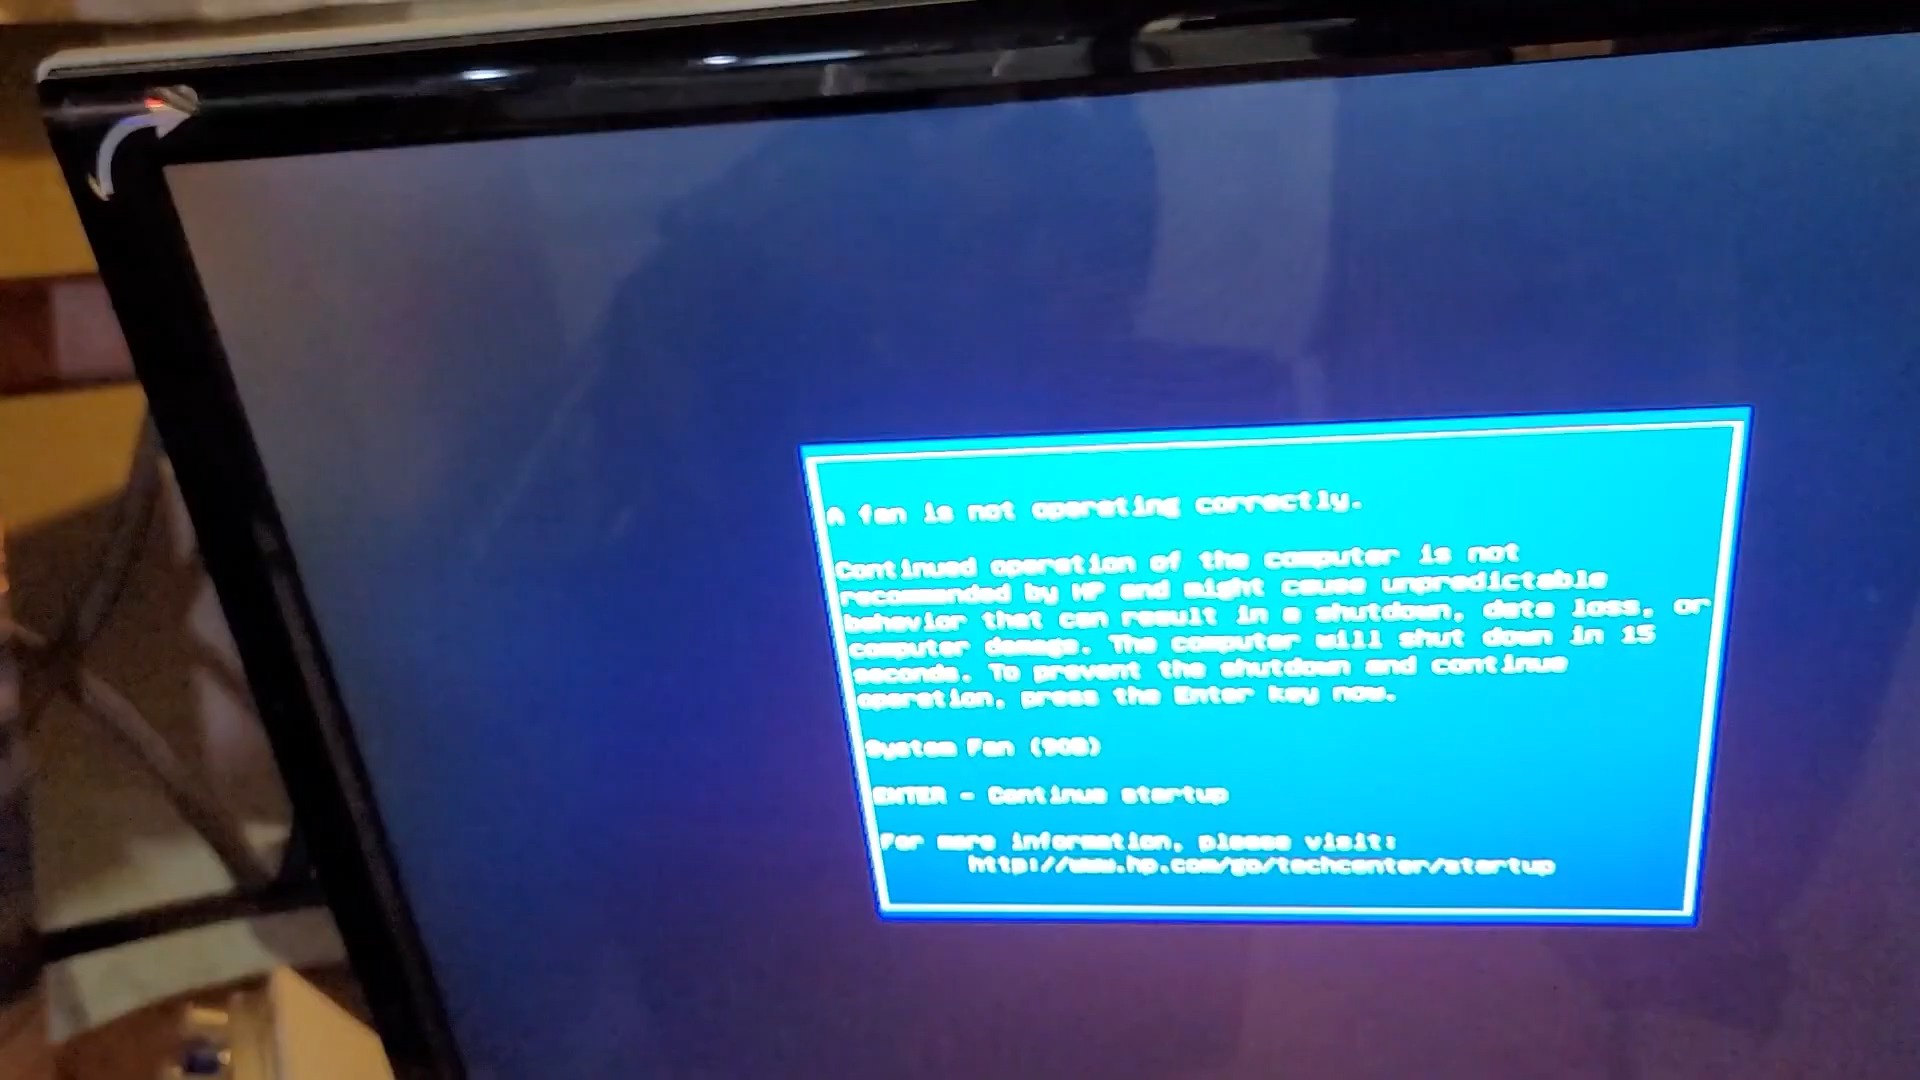 A fan is not operating correctly.
Continued operation of the computer is not
recommended by HP and might cause unpredictable
behavior that can result in a shutdown, data loss, or
computer damage. The computer will shut down in 15
seconds. To prevent the shutdown and continue
operation, press the Enter key now.
System Fan (90B)
ENTER - Continue startup
For more information, please visit:
http://www.hp.com/go/techcenter/startup